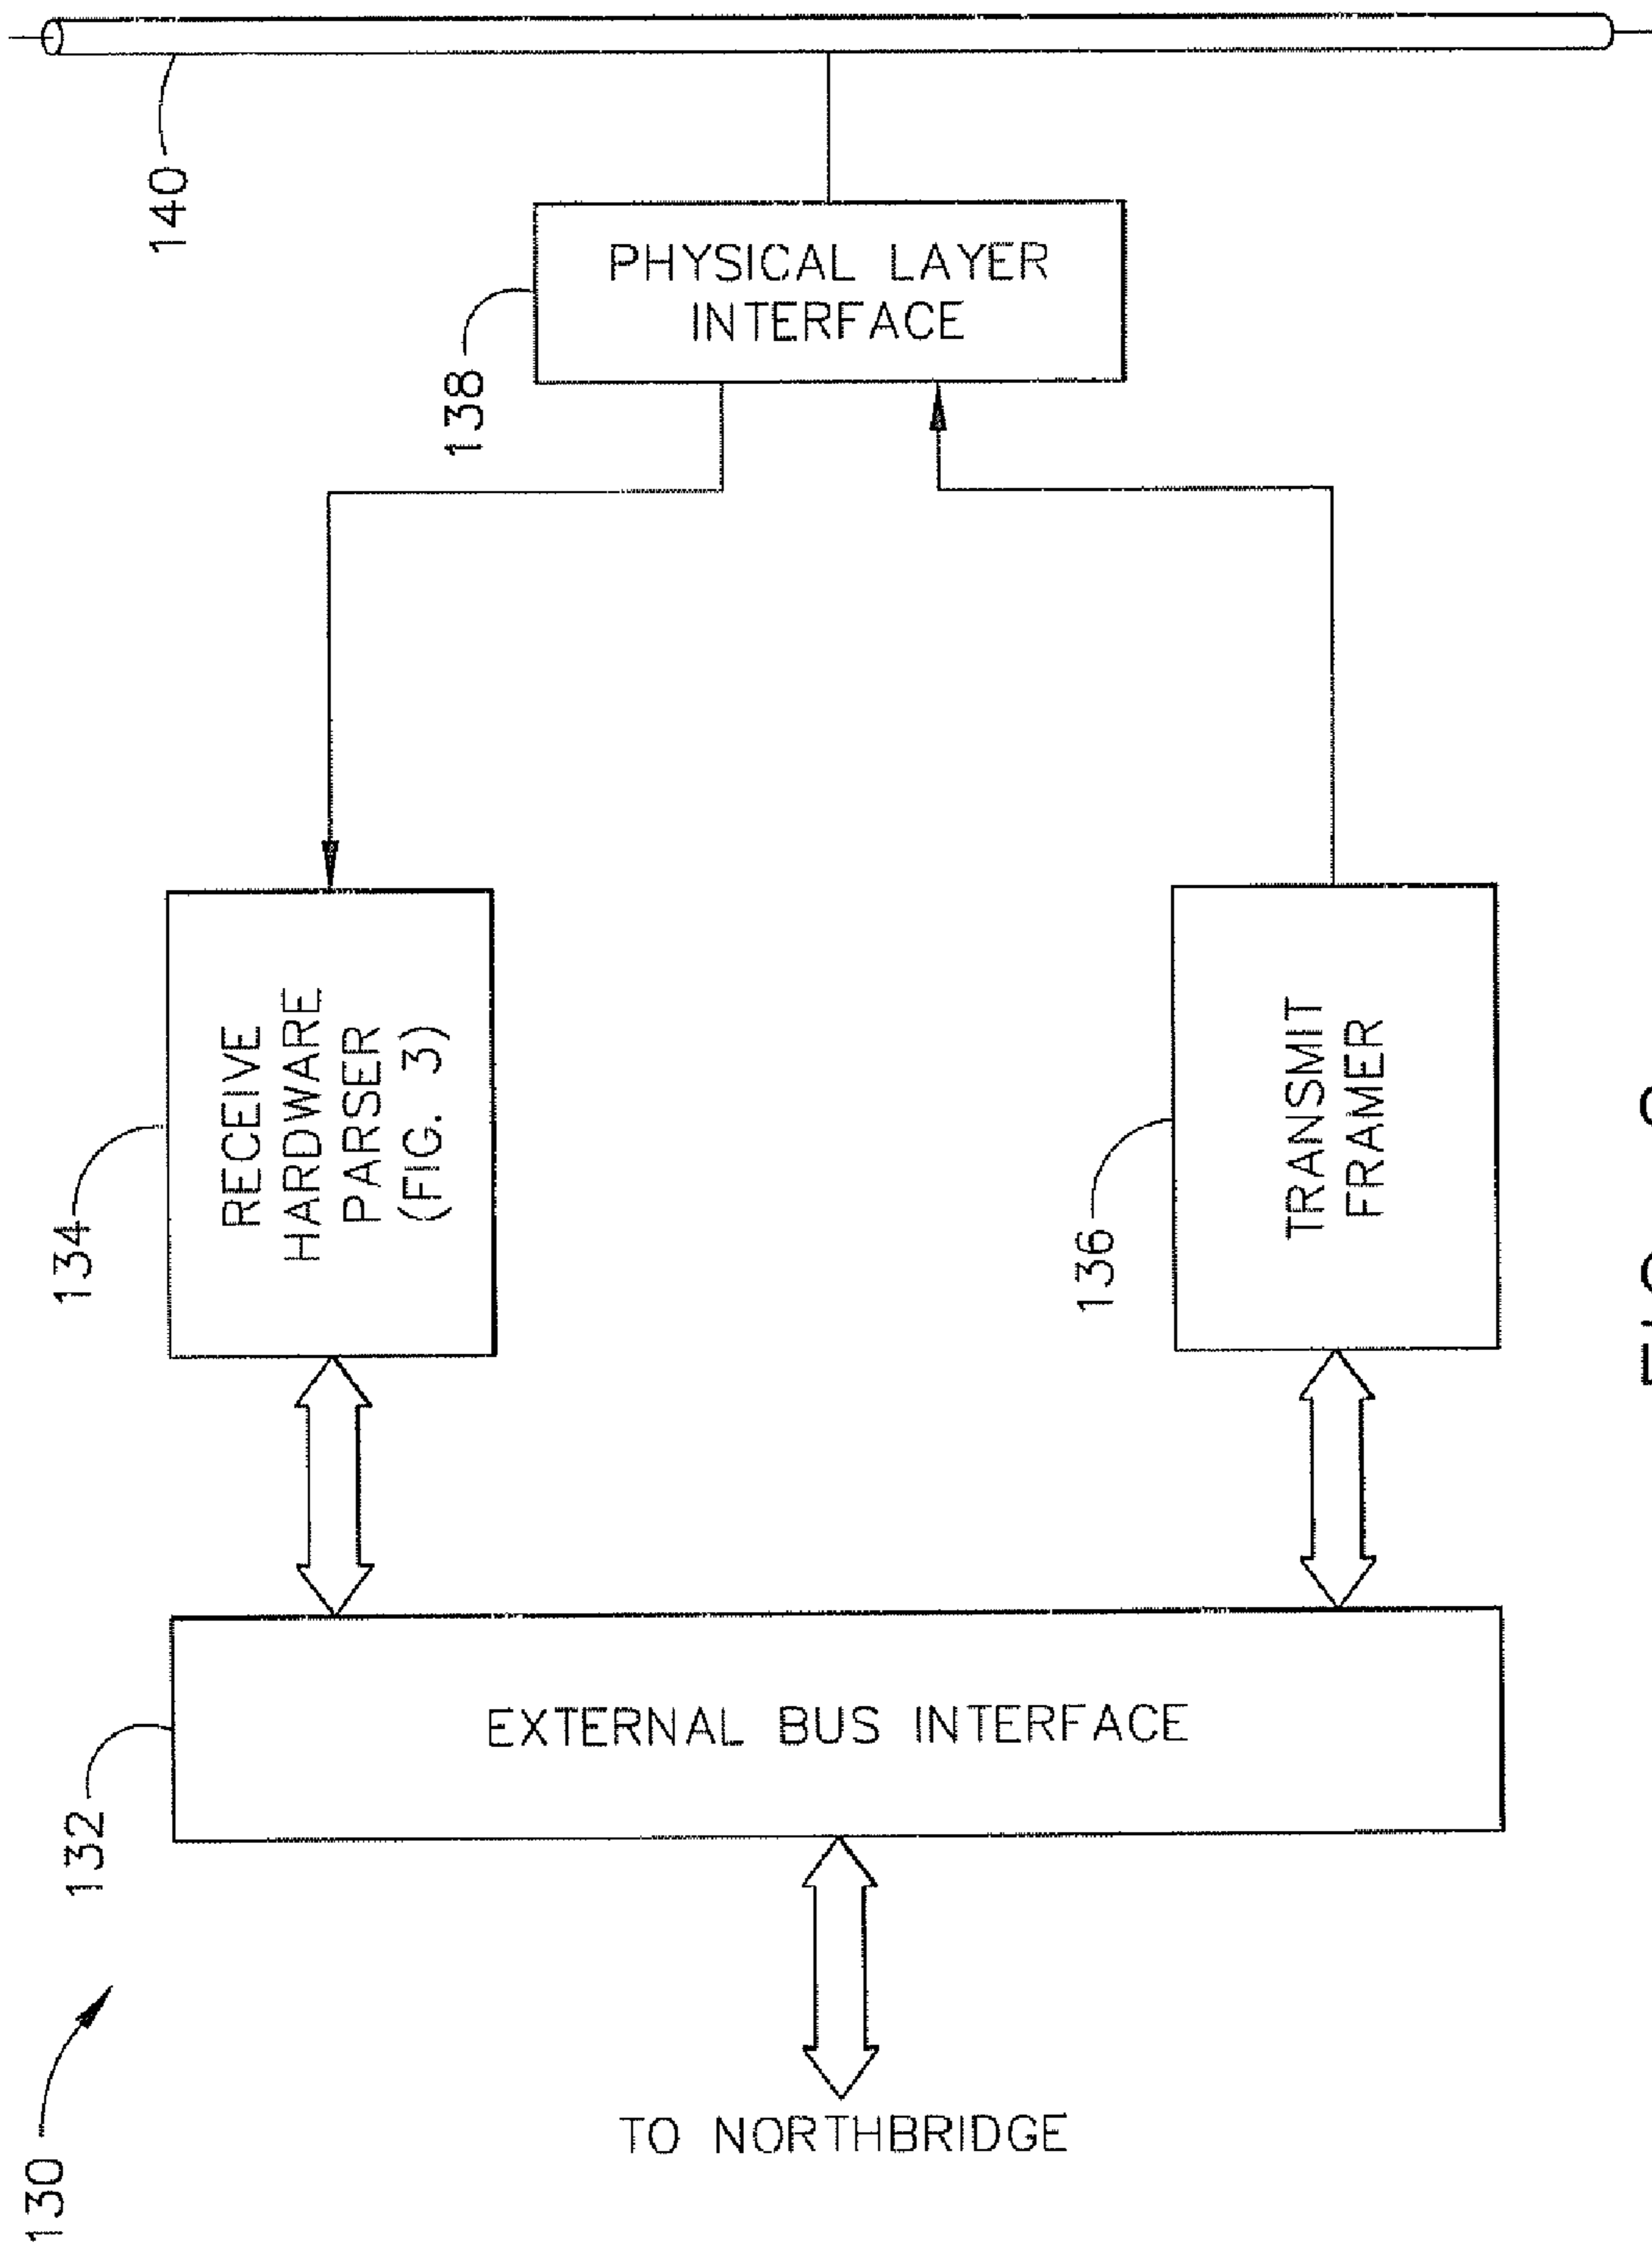 140
PHYSICAL LAYER
INTERFACE
138
134
RECEIVE
HARDWARE
PARSER
(FIG. 3)
136
TRANSMIT
FRAMER
132
EXTERNAL BUS INTERFACE
130
TO NORTHBRIDGE